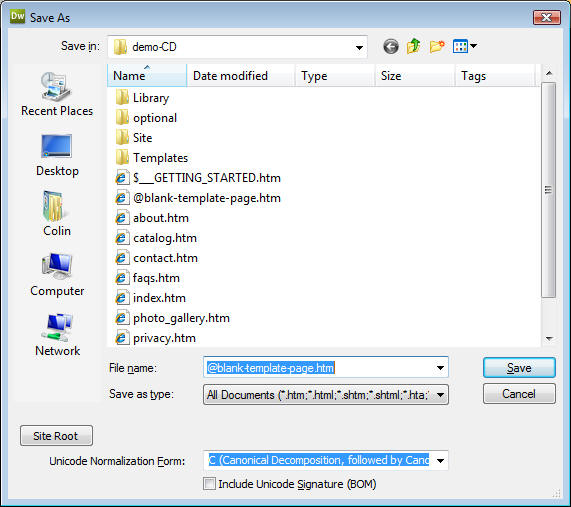 Dw Save As
Save in: demo-CD
Name Date modified Type Size Tags
Recent Places
Desktop
Colin
Computer
Network
Library
optional
Site
Templates
$___GETTING_STARTED.htm
@blank-template-page.htm
about.htm
catalog.htm
contact.htm
faqs.htm
index.htm
photo_gallery.htm
privacy.htm
File name: @blank-template-page.htm Save
Save as type: All Documents (*.htm;*.html;*.shtm;*.shtml;*.hta; Cancel
Site Root
Unicode Normalization Form: C (Canonical Decomposition, followed by Cano
Include Unicode Signature (BOM)